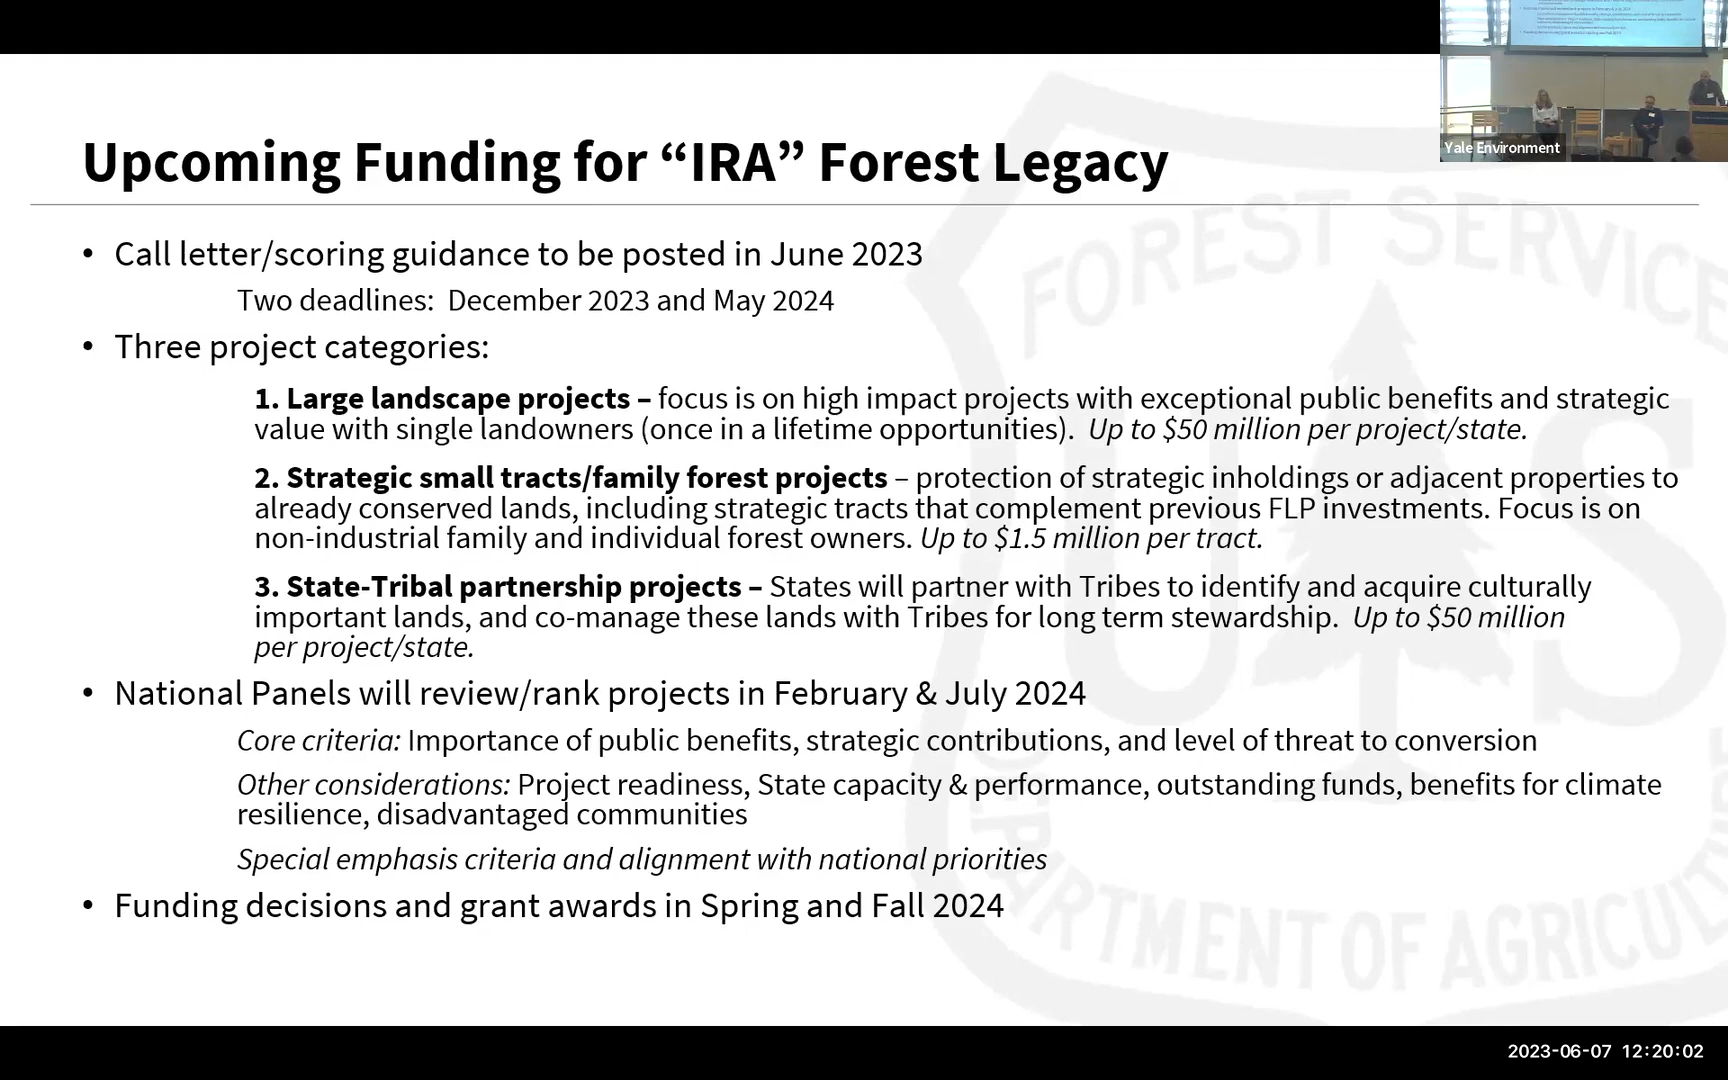 Upcoming Funding for “IRA” Forest Legacy
• Call letter/scoring guidance to be posted in June 2023
Two deadlines:  December 2023 and May 2024
• Three project categories:
1. Large landscape projects – focus is on high impact projects with exceptional public benefits and strategic
value with single landowners (once in a lifetime opportunities).  Up to $50 million per project/state.
2. Strategic small tracts/family forest projects – protection of strategic inholdings or adjacent properties to
already conserved lands, including strategic tracts that complement previous FLP investments. Focus is on
non-industrial family and individual forest owners. Up to $1.5 million per tract.
3. State-Tribal partnership projects – States will partner with Tribes to identify and acquire culturally
important lands, and co-manage these lands with Tribes for long term stewardship.  Up to $50 million
per project/state.
• National Panels will review/rank projects in February & July 2024
Core criteria: Importance of public benefits, strategic contributions, and level of threat to conversion
Other considerations: Project readiness, State capacity & performance, outstanding funds, benefits for climate
resilience, disadvantaged communities
Special emphasis criteria and alignment with national priorities
• Funding decisions and grant awards in Spring and Fall 2024
FOREST SERVICE
U S
DEPARTMENT OF AGRICULTURE
Yale Environment
2023-06-07 12:20:02